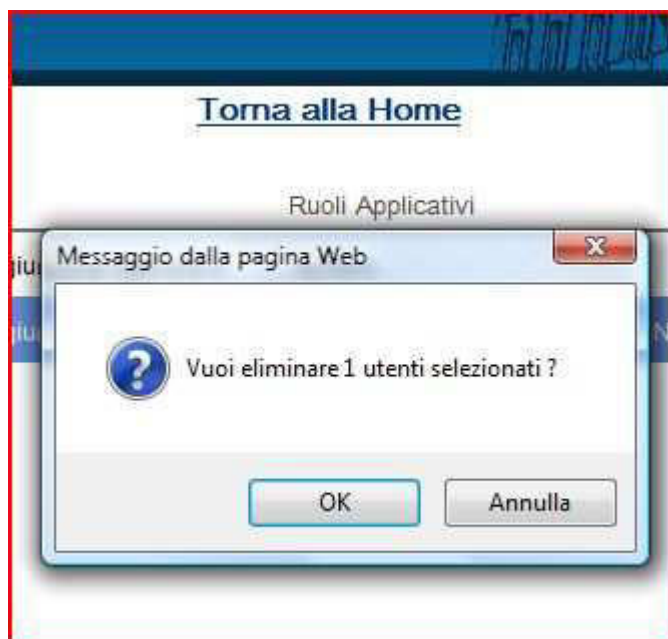 Torna alla Home
Ruoli Applicativi
Messaggio dalla pagina Web
Vuoi eliminare 1 utenti selezionati ?
OK
Annulla